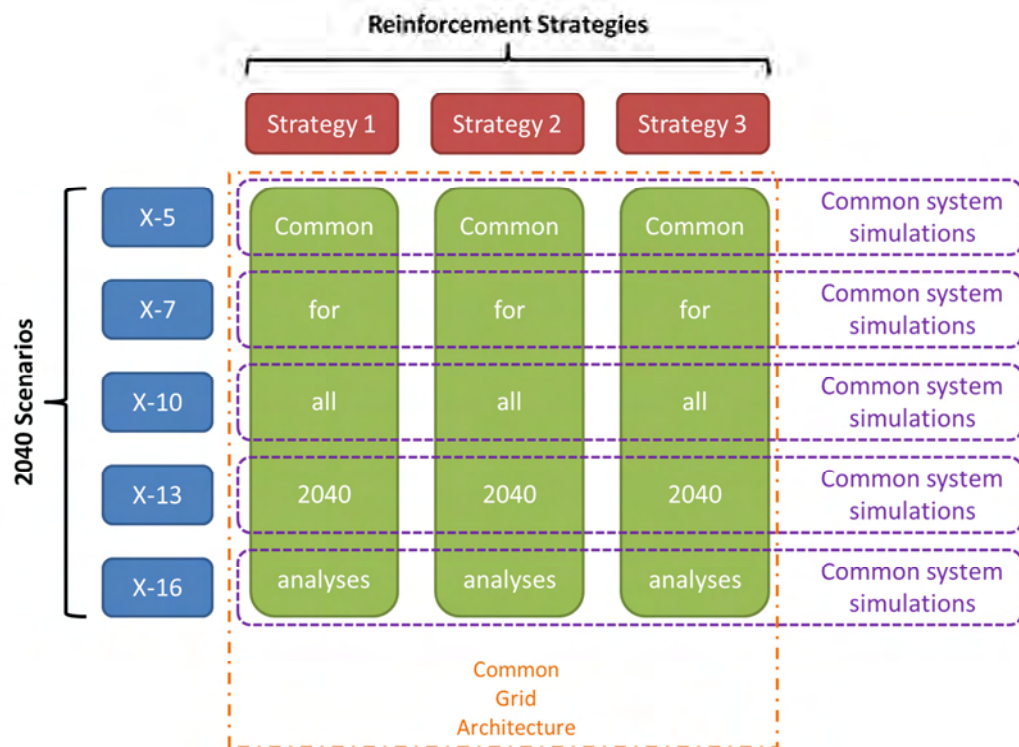 Reinforcement Strategies
Strategy 1
Strategy 2
Strategy 3
2040 Scenarios
X-5
Common
Common
Common
Common system
simulations
X-7
for
for
for
Common system
simulations
X-10
all
all
all
Common system
simulations
X-13
2040
2040
2040
Common system
simulations
X-16
analyses
analyses
analyses
Common system
simulations
Common
Grid
Architecture